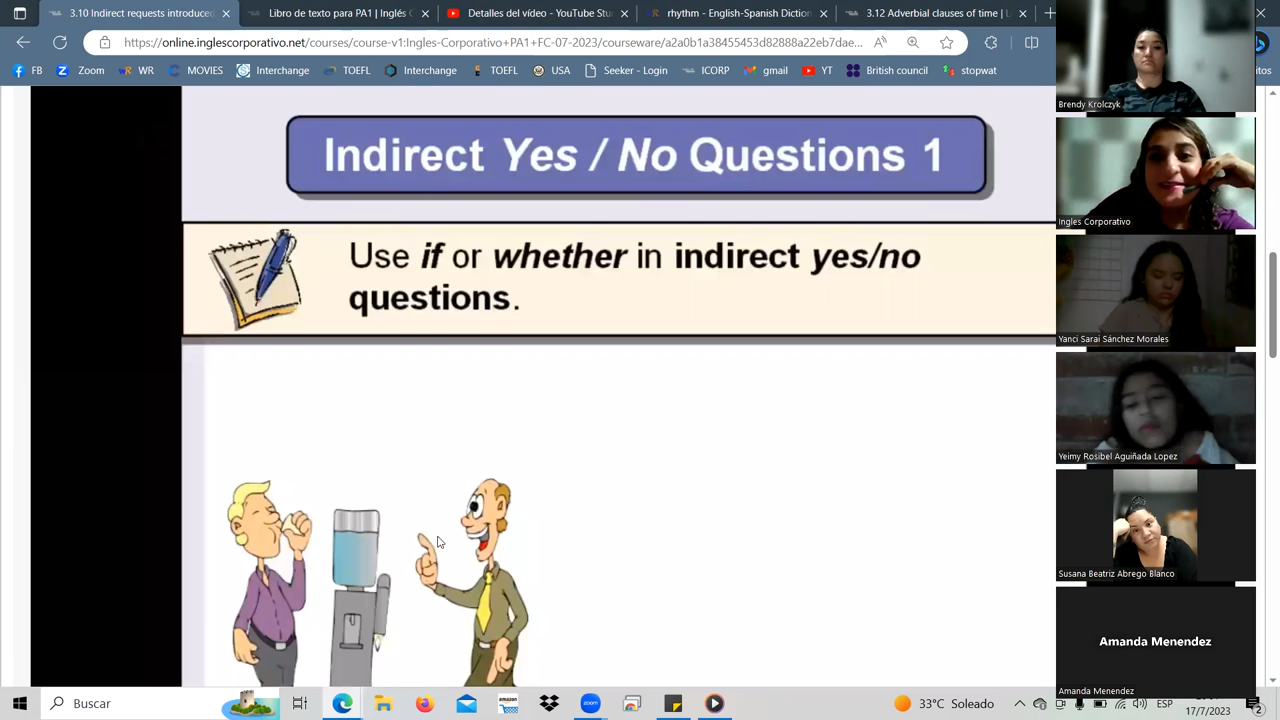 3.10 Indirect requests introduced
Libro de texto para PA1 | Inglés C
Detalles del vídeo - YouTube Stu
rhythm - English-Spanish Diction
3.12 Adverbial clauses of time | L
https://online.inglescorporativo.net/courses/course-v1:Ingles-Corporativo+PA1+FC-07-2023/courseware/a2a0b1a38455453d82888a22eb7dae...
FB
Zoom
WR
MOVIES
Interchange
TOEFL
Interchange
TOEFL
USA
Seeker - Login
ICORP
gmail
YT
British council
stopwat
Indirect Yes / No Questions 1
Use if or whether in indirect yes/no
questions.
Brendy Krolczyk
Ingles Corporativo
Yanci Sarai Sánchez Morales
Yeimy Rosibel Aguiñada Lopez
Susana Beatriz Abrego Blanco
Amanda Menendez
Amanda Menendez
Buscar
amazon
zoom
33°C Soleado
ESP
17/7/2023
2